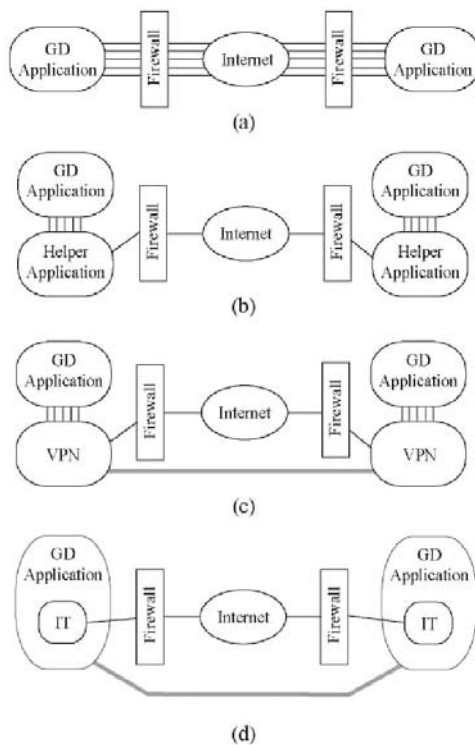 GD
Application
Firewall
Internet
Firewall
GD
Application
(a)
GD
Application
Helper
Application
Firewall
Internet
Firewall
GD
Application
Helper
Application
(b)
GD
Application
VPN
Firewall
Internet
Firewall
GD
Application
VPN
(c)
GD
Application
IT
Firewall
Internet
Firewall
GD
Application
IT
(d)